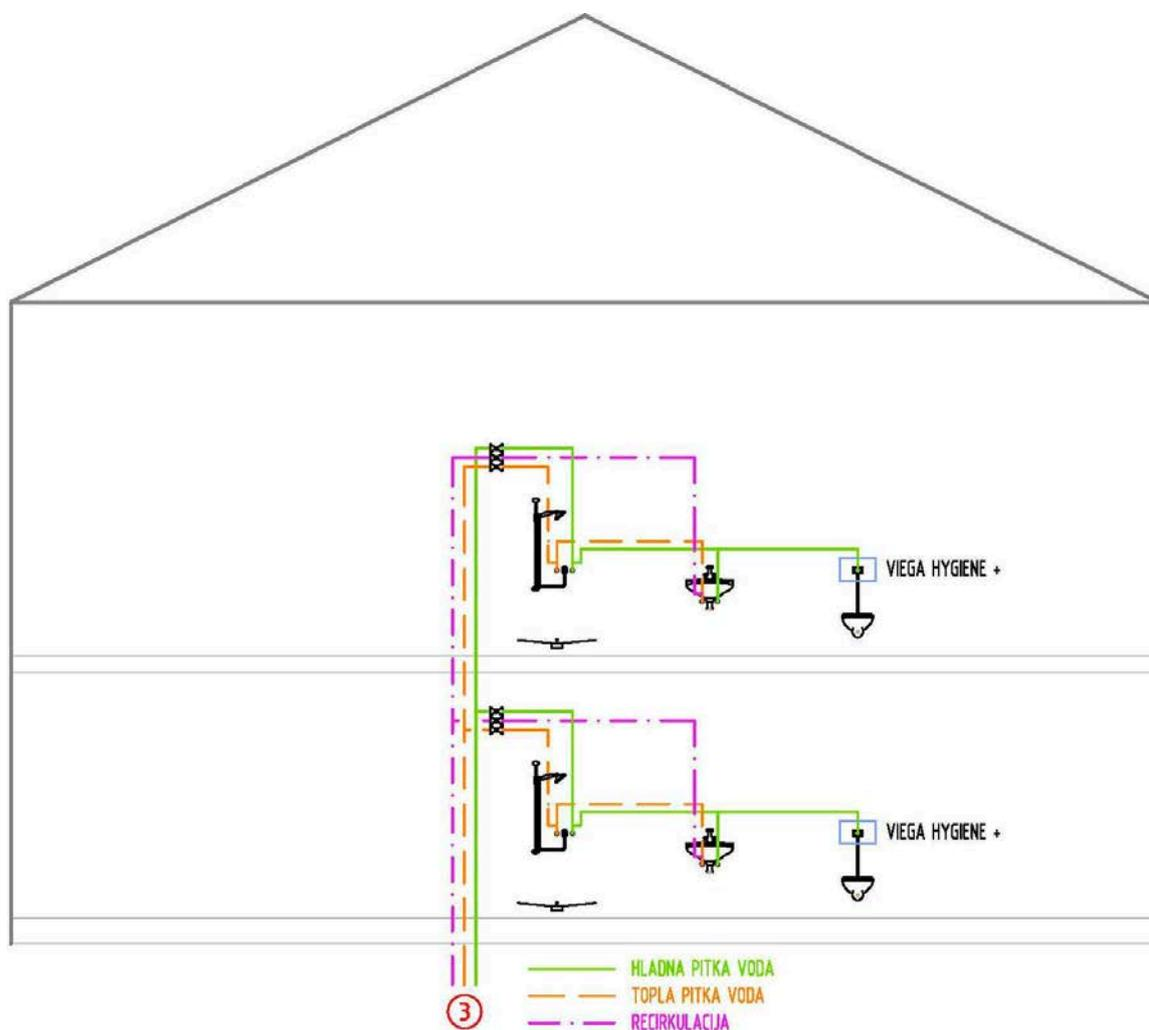 VIEGA HYGIENE +
VIEGA HYGIENE +
HLADNA PITKA VODA
TOPLA PITKA VODA
RECIRKULACIJA
3